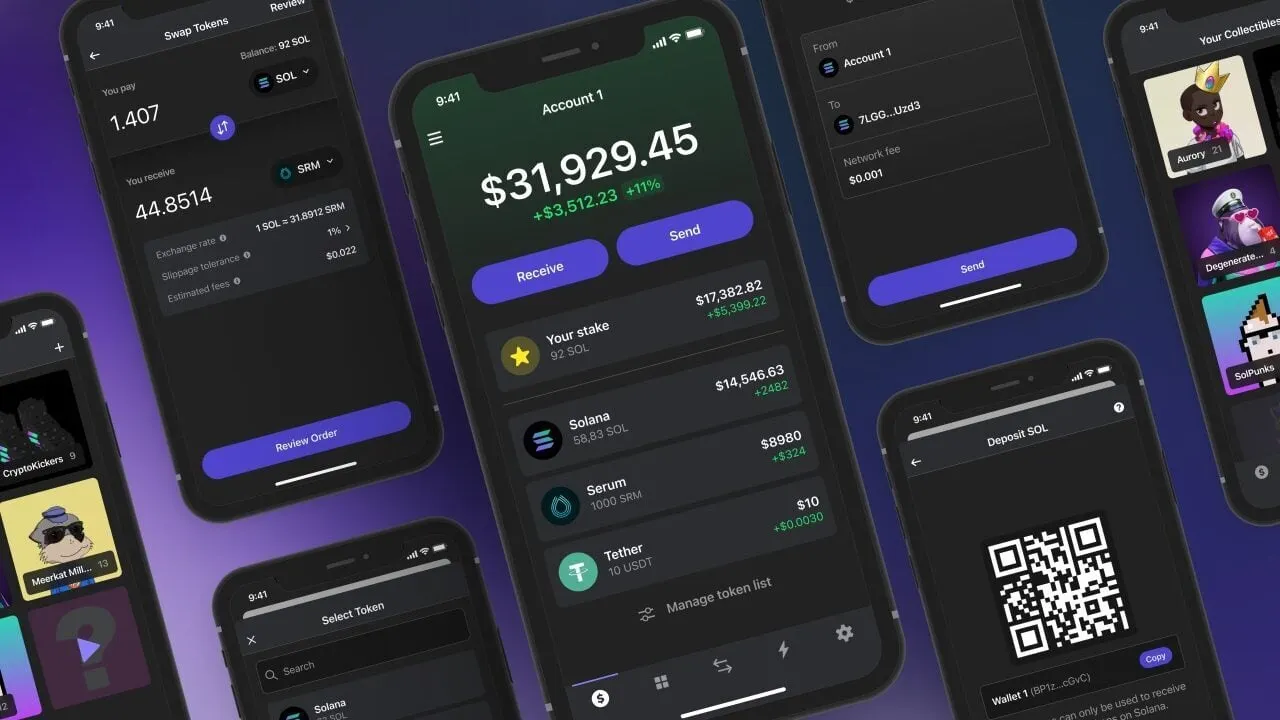 9:41
Swap Tokens
Review
You pay
Balance: 92 SOL
1.407
SOL
You receive
44.8514
SRM
Exchange rate
1 SOL = 31.8912 SRM
Slippage tolerance
1%
Estimated fees
$0.022
Review Order
CryptoKickers 9
Meerkat Mill... 13
?
9:41
Select Token
Search
Solana
9:41
Account 1
$31,929.45
+$3,512.23 +11%
Receive
Send
Your stake
92 SOL
$17,382.82
+$5,399.22
Solana
58,83 SOL
$14,546.63
+2482
Serum
1000 SRM
$8980
+$324
Tether
10 USDT
$10
+$0.0030
Manage token list
From
Account 1
To
7LGG...Uzd3
Network fee
$0.001
Send
9:41
Deposit SOL
Wallet 1 (BP1z...cGvC)
Copy
can only be used to receive
on Solana.
9:41
Your Collectibles
Aurory 21
Degenerate... 4
SolPunks